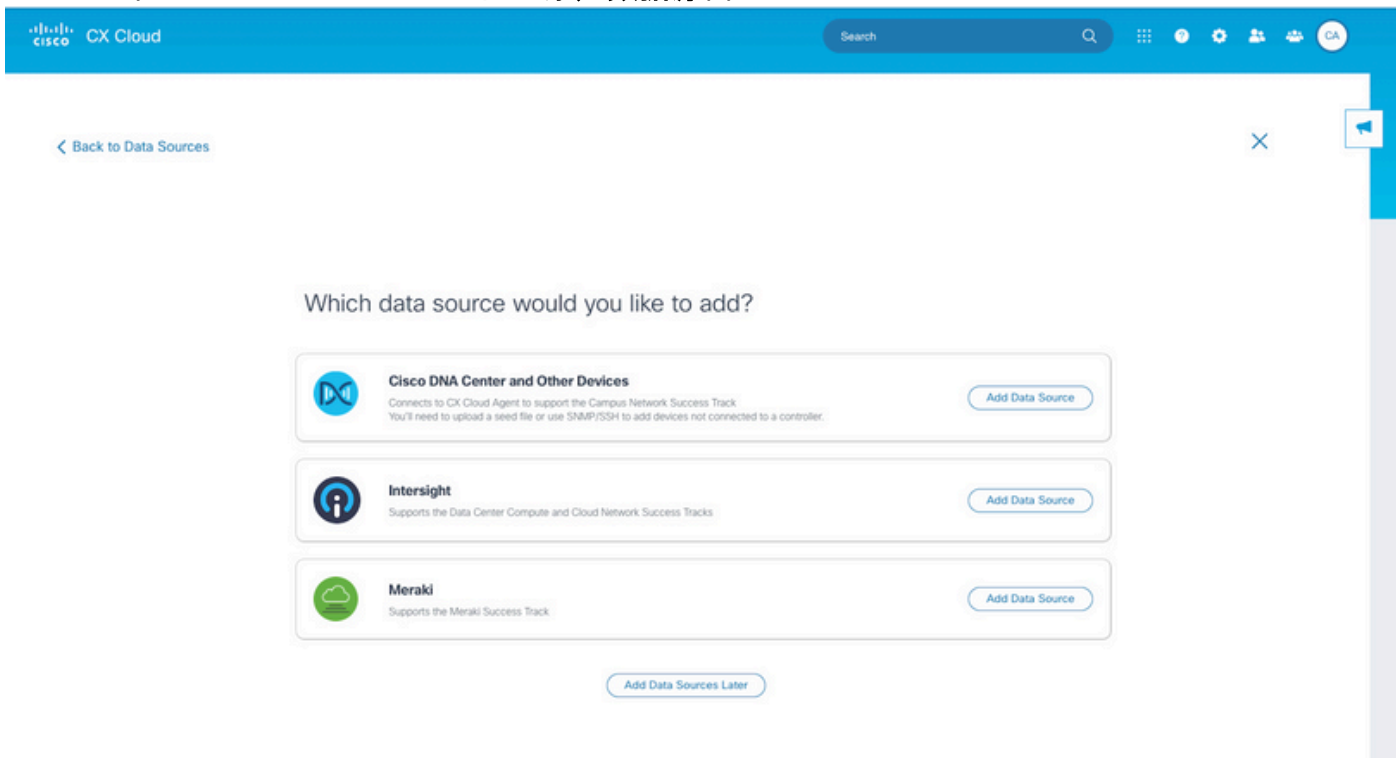 CISCO CX Cloud
Search
CA
Back to Data Sources
Which data source would you like to add?
Cisco DNA Center and Other Devices
Connects to CX Cloud Agent to support the Campus Network Success Track
You'll need to upload a seed file or use SNMP/SSH to add devices not connected to a controller.
Add Data Source
Intersight
Supports the Data Center Compute and Cloud Network Success Tracks
Add Data Source
Meraki
Supports the Meraki Success Track
Add Data Source
Add Data Sources Later